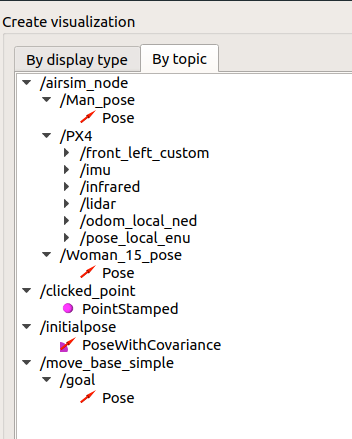 Create visualization
By display type
By topic
/airsim_node
/Man_pose
Pose
/PX4
/front_left_custom
/imu
/infrared
/lidar
/odom_local_ned
/pose_local_enu
/Woman_15_pose
Pose
/clicked_point
PointStamped
/initialpose
PoseWithCovariance
/move_base_simple
/goal
Pose